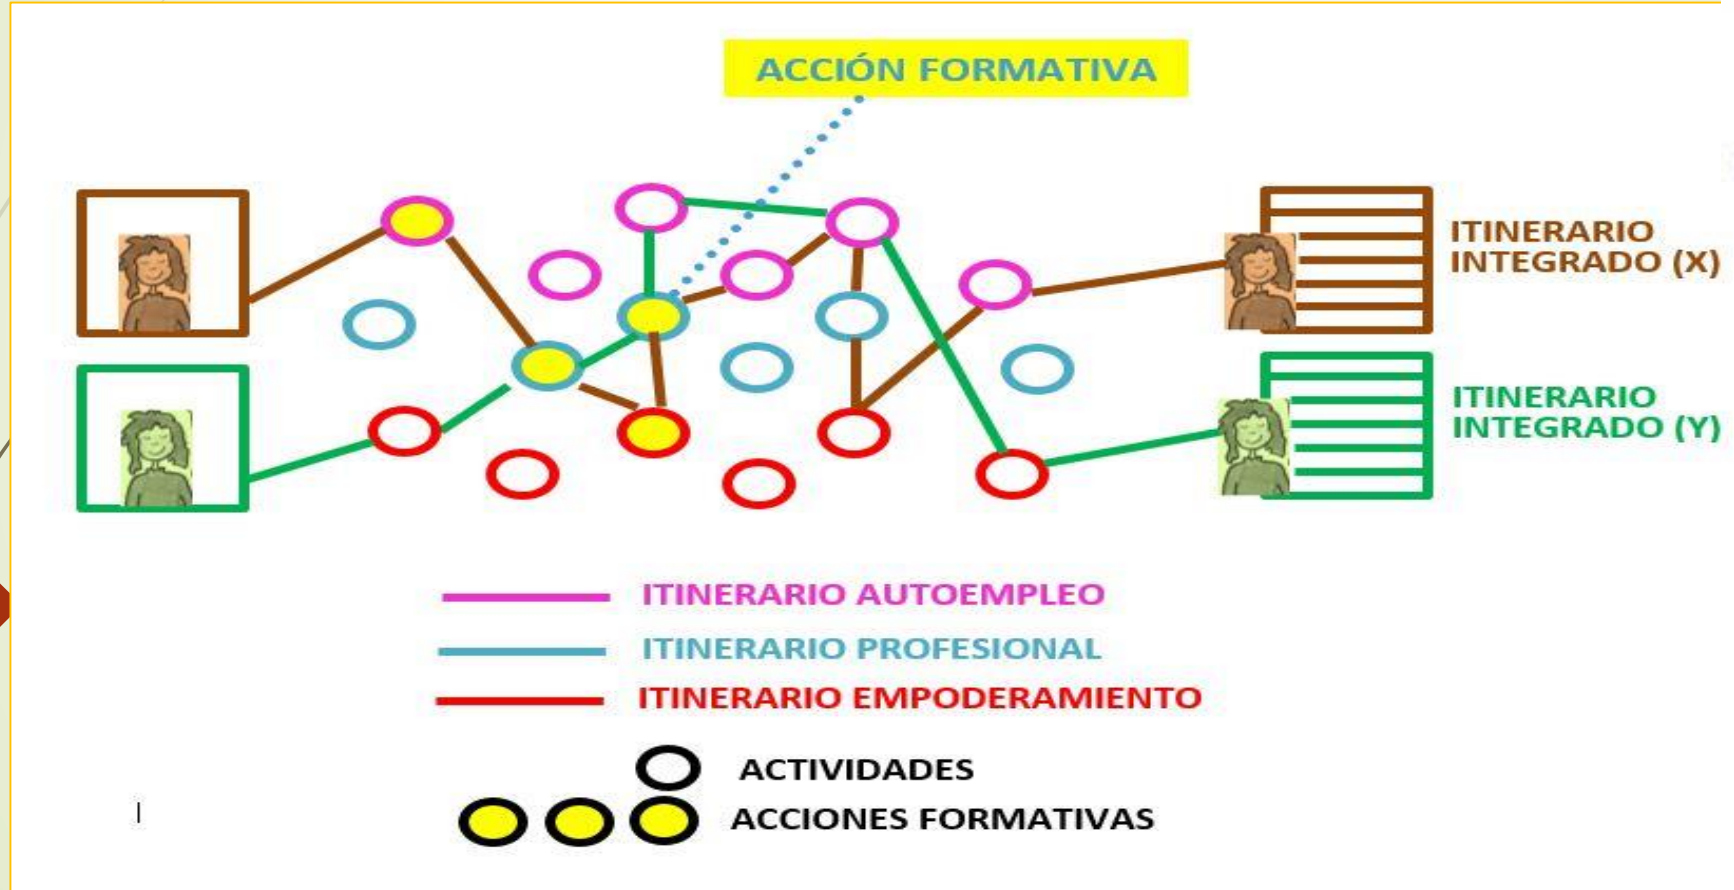 ACCIÓN FORMATIVA
ITINERARIO
INTEGRADO (X)
ITINERARIO
INTEGRADO (Y)
ITINERARIO AUTOEMPLEO
ITINERARIO PROFESIONAL
ITINERARIO EMPODERAMIENTO
ACTIVIDADES
ACCIONES FORMATIVAS